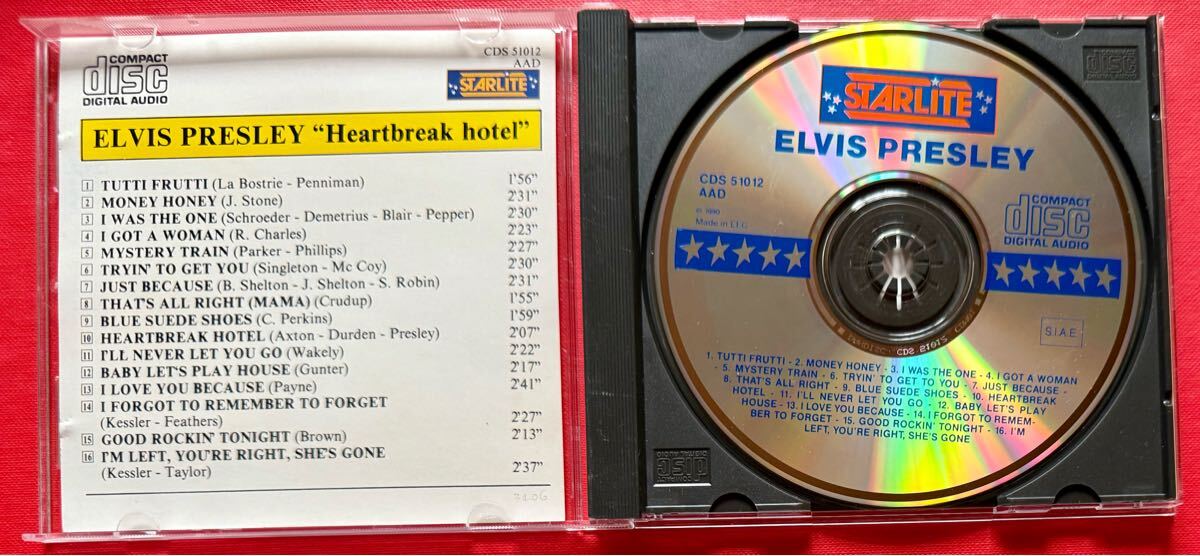 COMPACT
disc
DIGITAL AUDIO
CDS 51012
AAD
STARLITE
ELVIS PRESLEY “Heartbreak hotel”
1 TUTTI FRUTTI (La Bostrie - Penniman) 1'56”
2 MONEY HONEY (J. Stone) 2'31”
3 I WAS THE ONE (Schroeder - Demetrius - Blair - Pepper) 2'30”
4 I GOT A WOMAN (R. Charles) 2'23”
5 MYSTERY TRAIN (Parker - Phillips) 2'27”
6 TRYIN' TO GET YOU (Singleton - Mc Coy) 2'30”
7 JUST BECAUSE (B. Shelton - J. Shelton - S. Robin) 2'31”
8 THAT'S ALL RIGHT (MAMA) (Crudup) 1'55”
9 BLUE SUEDE SHOES (C. Perkins) 1'59”
10 HEARTBREAK HOTEL (Axton - Durden - Presley) 2'07”
11 I'LL NEVER LET YOU GO (Wakely) 2'22”
12 BABY LET'S PLAY HOUSE (Gunter) 2'17”
13 I LOVE YOU BECAUSE (Payne) 2'41”
14 I FORGOT TO REMEMBER TO FORGET
(Kessler - Feathers) 2'27”
15 GOOD ROCKIN' TONIGHT (Brown) 2'13”
16 I'M LEFT, YOU'RE RIGHT, SHE'S GONE
(Kessler - Taylor) 2'37”
STARLITE
ELVIS PRESLEY
CDS 51012
AAD
℗ 1990
Made in EEC
COMPACT
disc
DIGITAL AUDIO
S.I.A.E.
CDS 51012
1. TUTTI FRUTTI - 2. MONEY HONEY - 3. I WAS THE ONE - 4. I GOT A WOMAN
- 5. MYSTERY TRAIN - 6. TRYIN' TO GET TO YOU - 7. JUST BECAUSE -
8. THAT'S ALL RIGHT - 9. BLUE SUEDE SHOES - 10. HEARTBREAK
HOTEL - 11. I'LL NEVER LET YOU GO - 12. BABY LET'S PLAY
HOUSE - 13. I LOVE YOU BECAUSE - 14. I FORGOT TO REMEM-
BER TO FORGET - 15. GOOD ROCKIN' TONIGHT - 16. I'M
LEFT, YOU'RE RIGHT, SHE'S GONE
COMPACT
disc
DIGITAL AUDIO